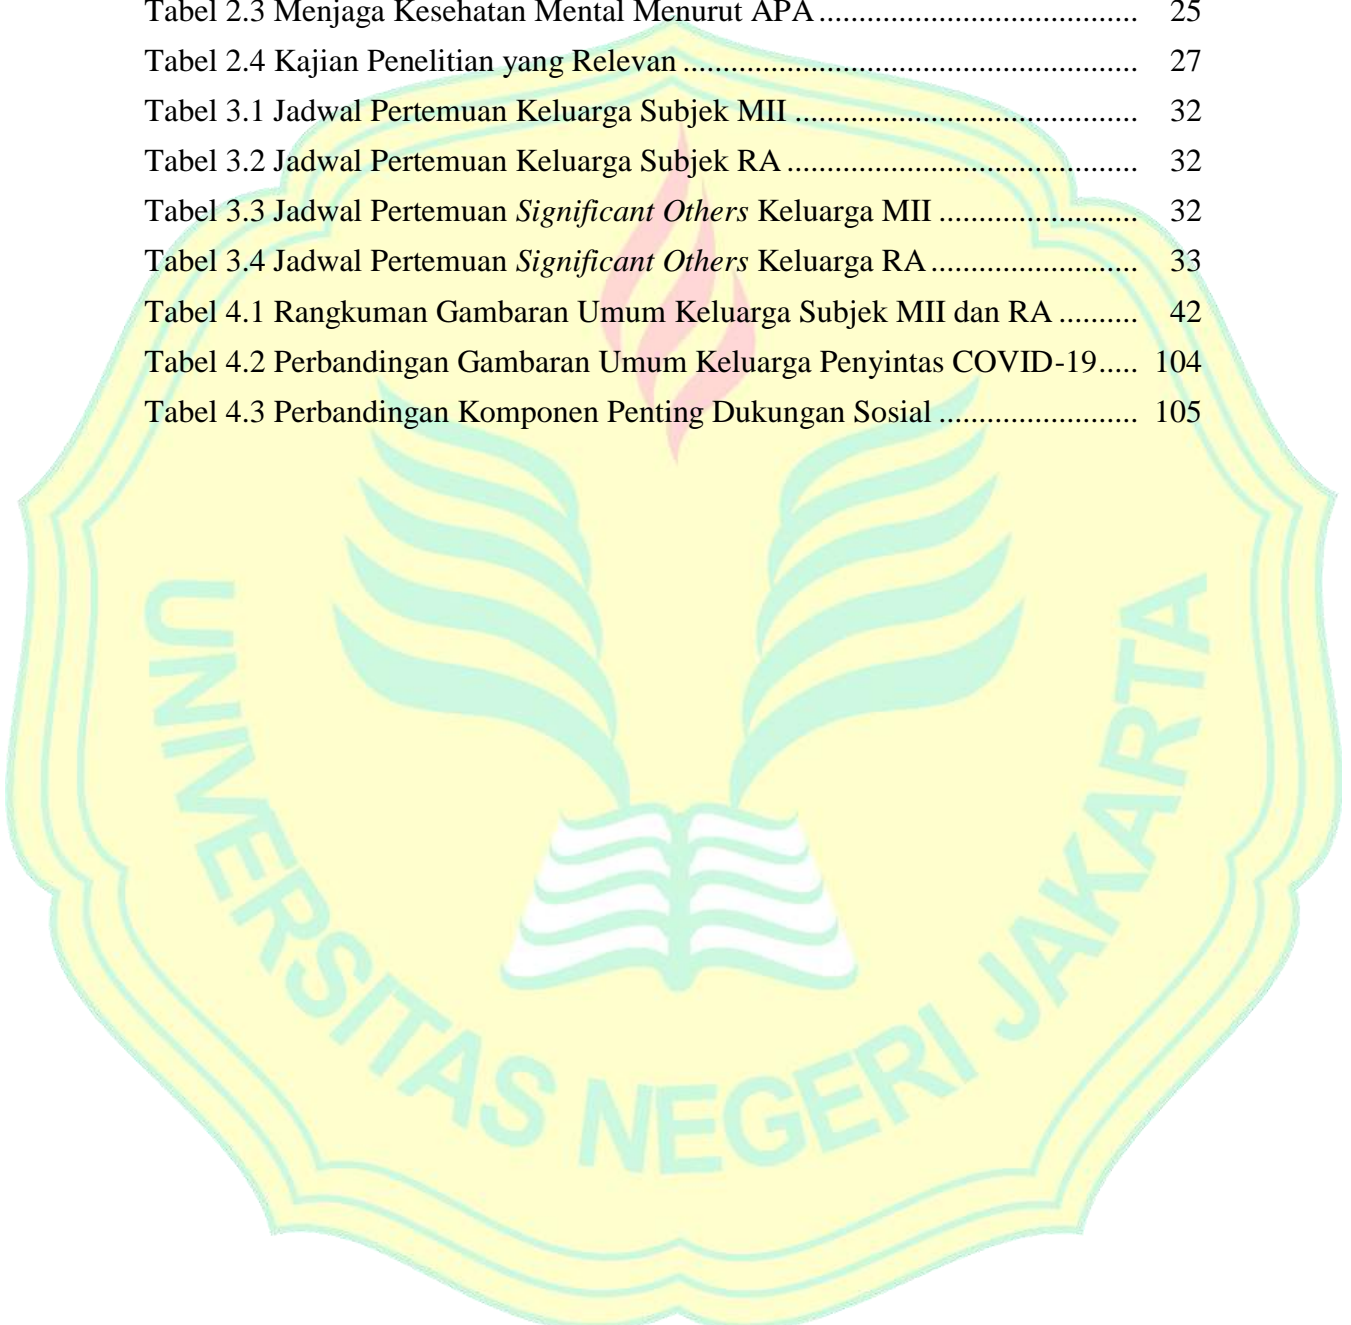 Tabel 2.3 Menjaga Kesehatan Mental Menurut APA ..................................... 25
Tabel 2.4 Kajian Penelitian yang Relevan ..................................................... 27
Tabel 3.1 Jadwal Pertemuan Keluarga Subjek MII ........................................ 32
Tabel 3.2 Jadwal Pertemuan Keluarga Subjek RA ......................................... 32
Tabel 3.3 Jadwal Pertemuan Significant Others Keluarga MII ....................... 32
Tabel 3.4 Jadwal Pertemuan Significant Others Keluarga RA ........................ 33
Tabel 4.1 Rangkuman Gambaran Umum Keluarga Subjek MII dan RA .......... 42
Tabel 4.2 Perbandingan Gambaran Umum Keluarga Penyintas COVID-19..... 104
Tabel 4.3 Perbandingan Komponen Penting Dukungan Sosial ....................... 105
UNIVERSITAS NEGERI JAKARTA